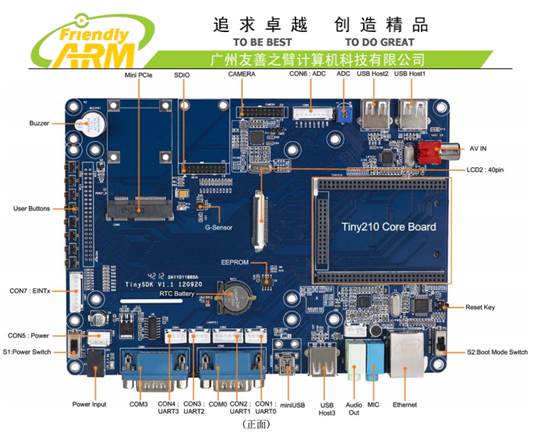 Friendly
ARM
追求卓越 创造精品
TO BE BEST TO DO GREAT
广州友善之臂计算机科技有限公司
Mini PCIe
SDIO
CAMERA
CON6 : ADC
ADC
USB Host2
USB Host1
Buzzer
AV IN
LCD2 : 40pin
User Buttons
G-Sensor
Tiny210 Core Board
EEPROM
4212 2A11011665A
TinySDK V1.1 120920
RTC Battery
CON7 : EINTx
Reset Key
CON5 : Power
S1:Power Switch
S2:Boot Mode Switch
Power Input
COM3
CON4 :
UART3
CON3 :
UART2
COM0
CON2 :
UART1
CON1 :
UART0
miniUSB
USB
Host3
Audio
Out
MIC
Ethernet
(正面)